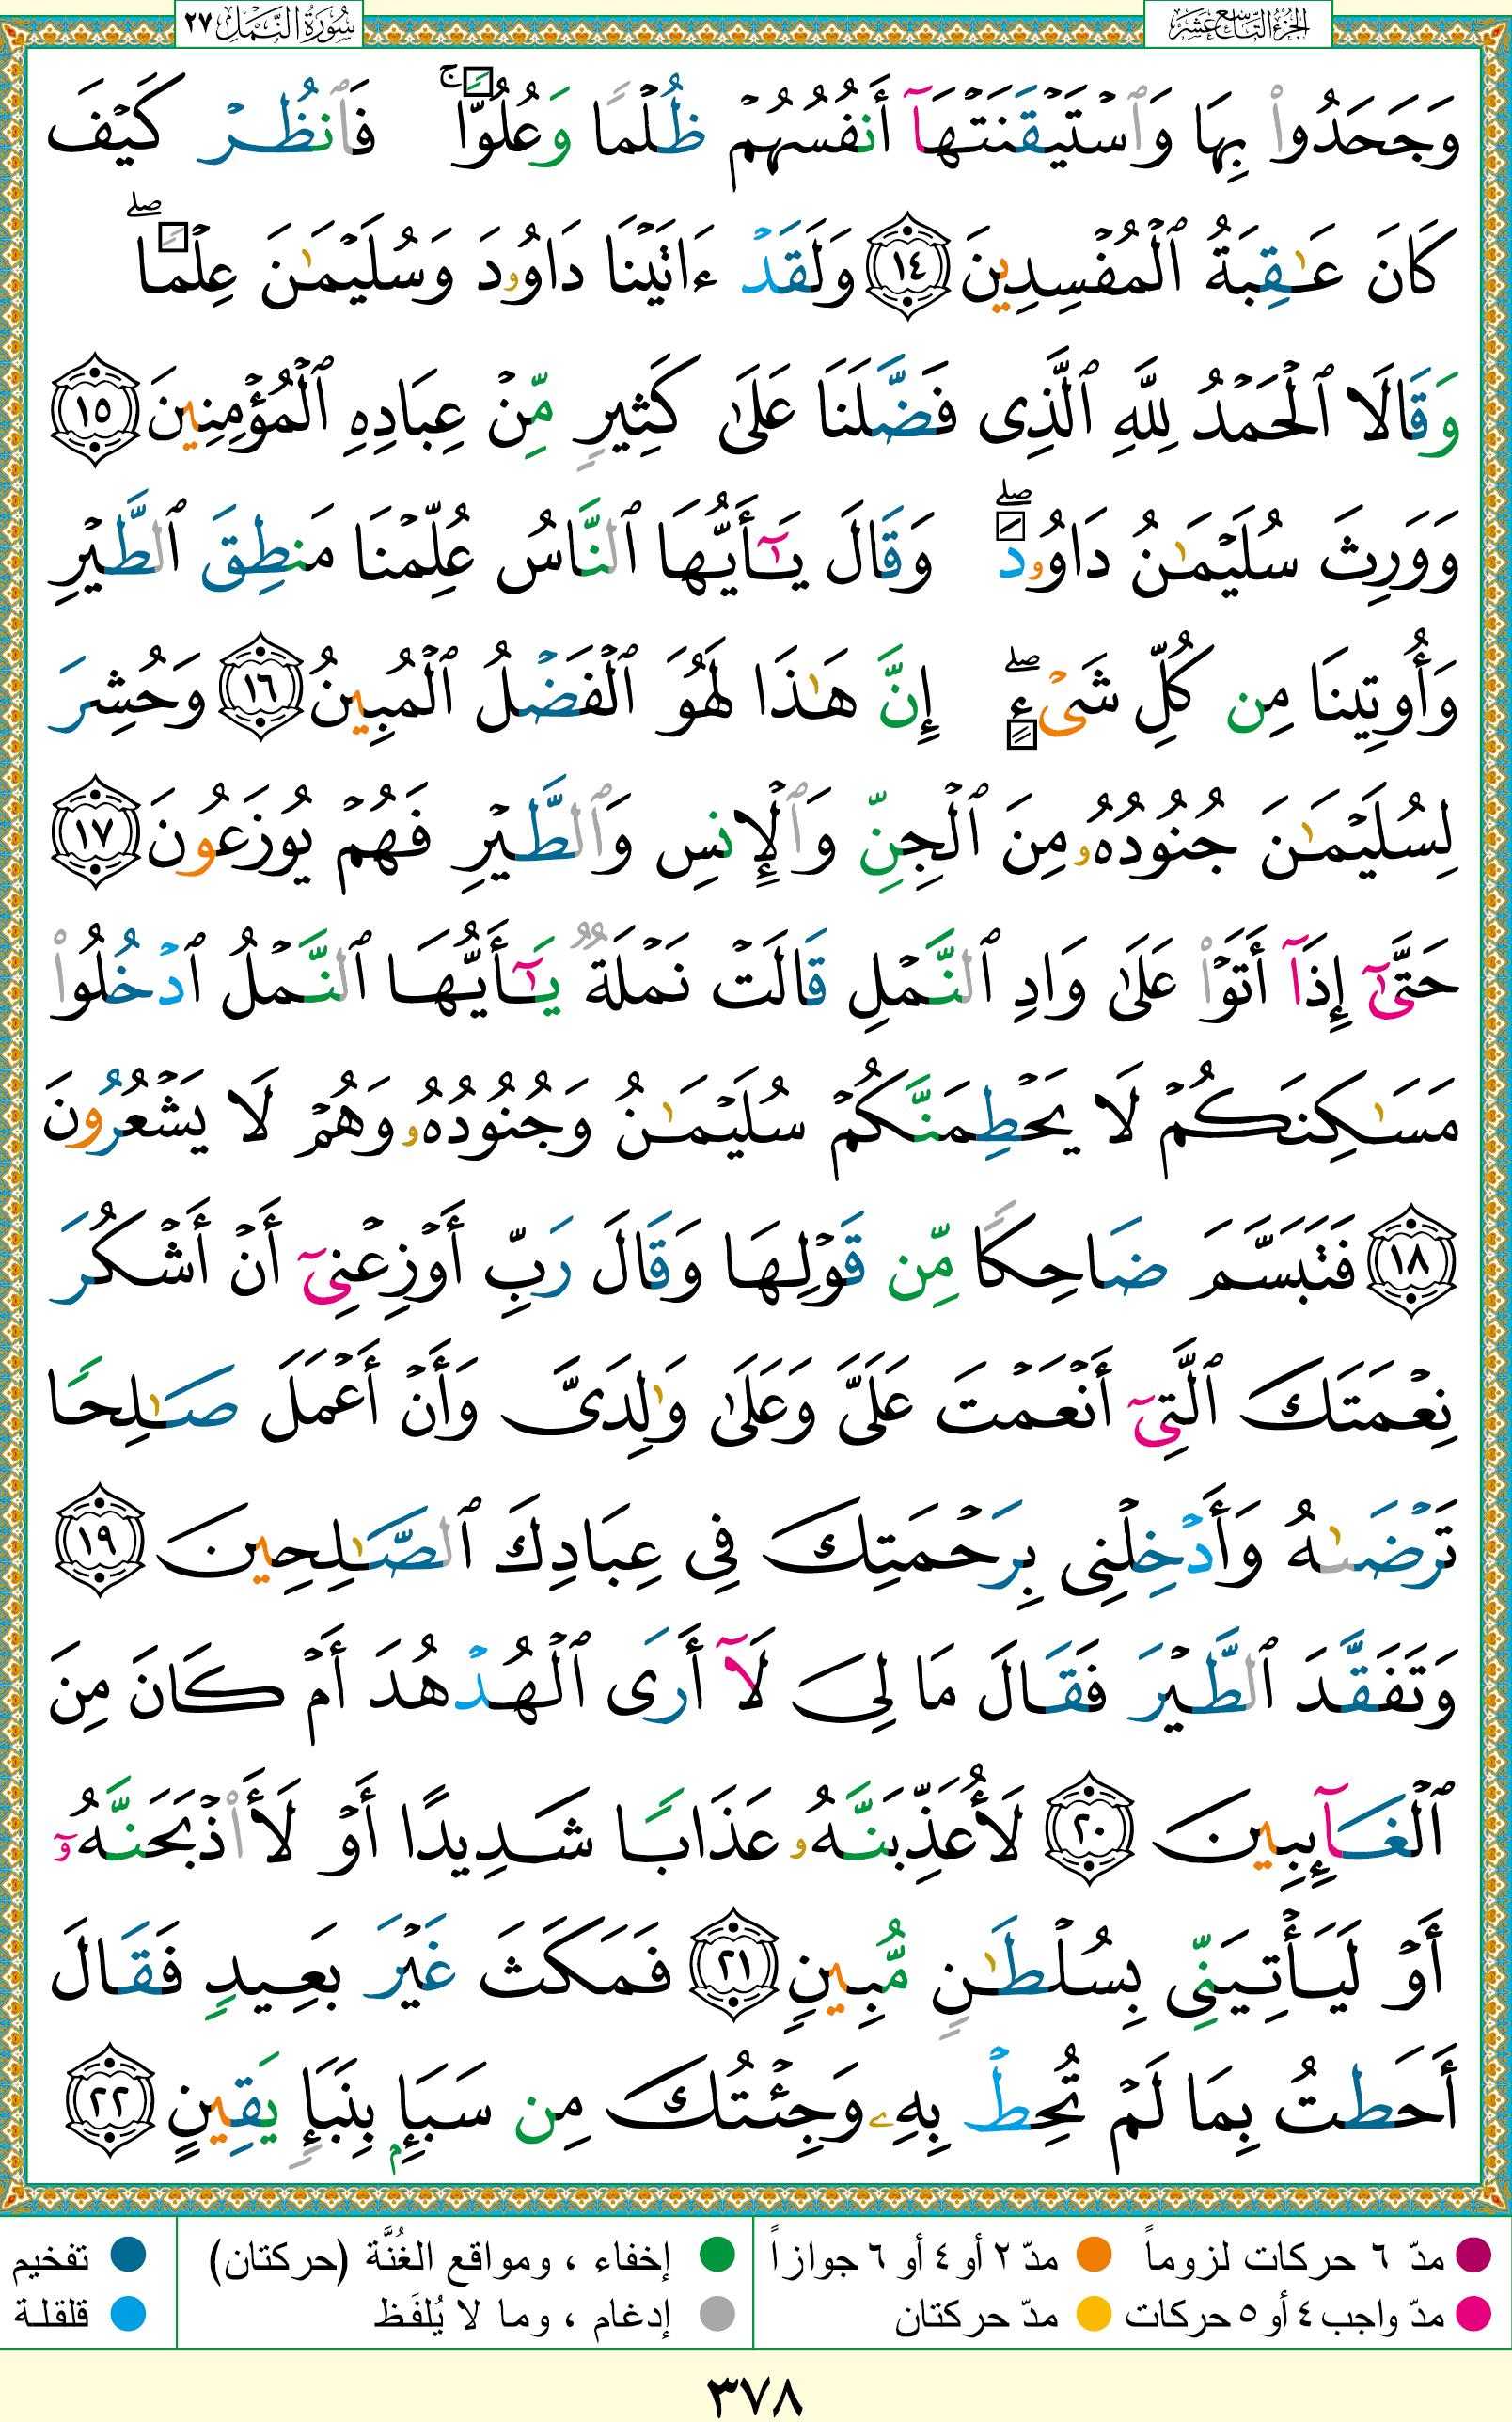 الجزء التاسع عشر
سورة النمل ٢٧
وَجَحَدُوا۟ بِهَا وَٱسْتَيْقَنَتْهَآ أَنفُسُهُمْ ظُلْمًا وَعُلُوًّا ۚ فَٱنظُرْ كَيْفَ
كَانَ عَـٰقِبَةُ ٱلْمُفْسِدِينَ ١٤ وَلَقَدْ ءَاتَيْنَا دَاوُۥدَ وَسُلَيْمَـٰنَ عِلْمًا ۖ
وَقَالَا ٱلْحَمْدُ لِلَّهِ ٱلَّذِى فَضَّلَنَا عَلَىٰ كَثِيرٍ مِّنْ عِبَادِهِ ٱلْمُؤْمِنِينَ ١٥
وَوَرِثَ سُلَيْمَـٰنُ دَاوُۥدَ ۖ وَقَالَ يَـٰٓأَيُّهَا ٱلنَّاسُ عُلِّمْنَا مَنطِقَ ٱلطَّيْرِ
وَأُوتِينَا مِن كُلِّ شَىْءٍ ۖ إِنَّ هَـٰذَا لَهُوَ ٱلْفَضْلُ ٱلْمُبِينُ ١٦ وَحُشِرَ
لِسُلَيْمَـٰنَ جُنُودُهُۥ مِنَ ٱلْجِنِّ وَٱلْإِنسِ وَٱلطَّيْرِ فَهُمْ يُوزَعُونَ ١٧
حَتَّىٰٓ إِذَآ أَتَوْا۟ عَلَىٰ وَادِ ٱلنَّمْلِ قَالَتْ نَمْلَةٌ يَـٰٓأَيُّهَا ٱلنَّمْلُ ٱدْخُلُوا۟
مَسَـٰكِنَكُمْ لَا يَحْطِمَنَّكُمْ سُلَيْمَـٰنُ وَجُنُودُهُۥ وَهُمْ لَا يَشْعُرُونَ
١٨ فَتَبَسَّمَ ضَاحِكًا مِّن قَوْلِهَا وَقَالَ رَبِّ أَوْزِعْنِىٓ أَنْ أَشْكُرَ
نِعْمَتَكَ ٱلَّتِىٓ أَنْعَمْتَ عَلَىَّ وَعَلَىٰ وَٰلِدَىَّ وَأَنْ أَعْمَلَ صَـٰلِحًا
تَرْضَىٰهُ وَأَدْخِلْنِى بِرَحْمَتِكَ فِى عِبَادِكَ ٱلصَّـٰلِحِينَ ١٩
وَتَفَقَّدَ ٱلطَّيْرَ فَقَالَ مَا لِىَ لَآ أَرَى ٱلْهُدْهُدَ أَمْ كَانَ مِنَ
ٱلْغَآئِبِينَ ٢٠ لَأُعَذِّبَنَّهُۥ عَذَابًا شَدِيدًا أَوْ لَأَا۟ذْبَحَنَّهُۥٓ
أَوْ لَيَأْتِيَنِّى بِسُلْطَـٰنٍ مُّبِينٍ ٢١ فَمَكَثَ غَيْرَ بَعِيدٍ فَقَالَ
أَحَطتُ بِمَا لَمْ تُحِطْ بِهِۦ وَجِئْتُكَ مِن سَبَإٍۭ بِنَبَإٍ يَقِينٍ ٢٢
مدّ ٦ حركات لزوماً مدّ ٢ أو ٤ أو ٦ جوازاً إخفاء ، ومواقع الغُنَّة (حركتان) تفخيم
مدّ واجب ٤ أو ٥ حركات مدّ حركتان إدغام ، وما لا يُلفَظ قلقلة
٣٧٨